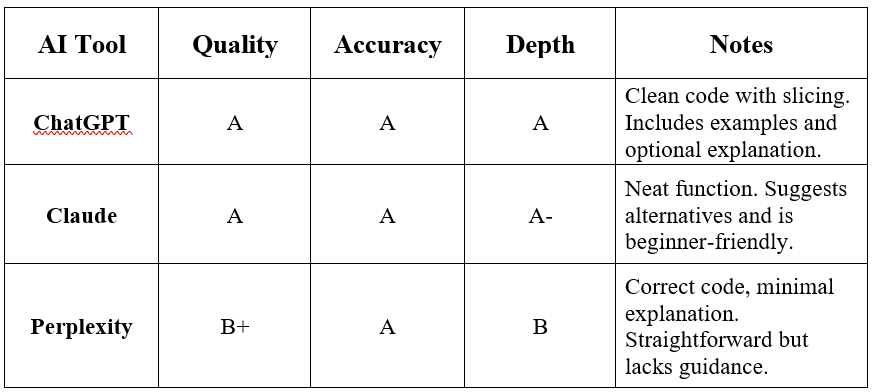 AI Tool Quality Accuracy Depth Notes
ChatGPT A A A Clean code with slicing.
Includes examples and
optional explanation.
Claude A A A- Neat function. Suggests
alternatives and is
beginner-friendly.
Perplexity B+ A B Correct code, minimal
explanation.
Straightforward but
lacks guidance.